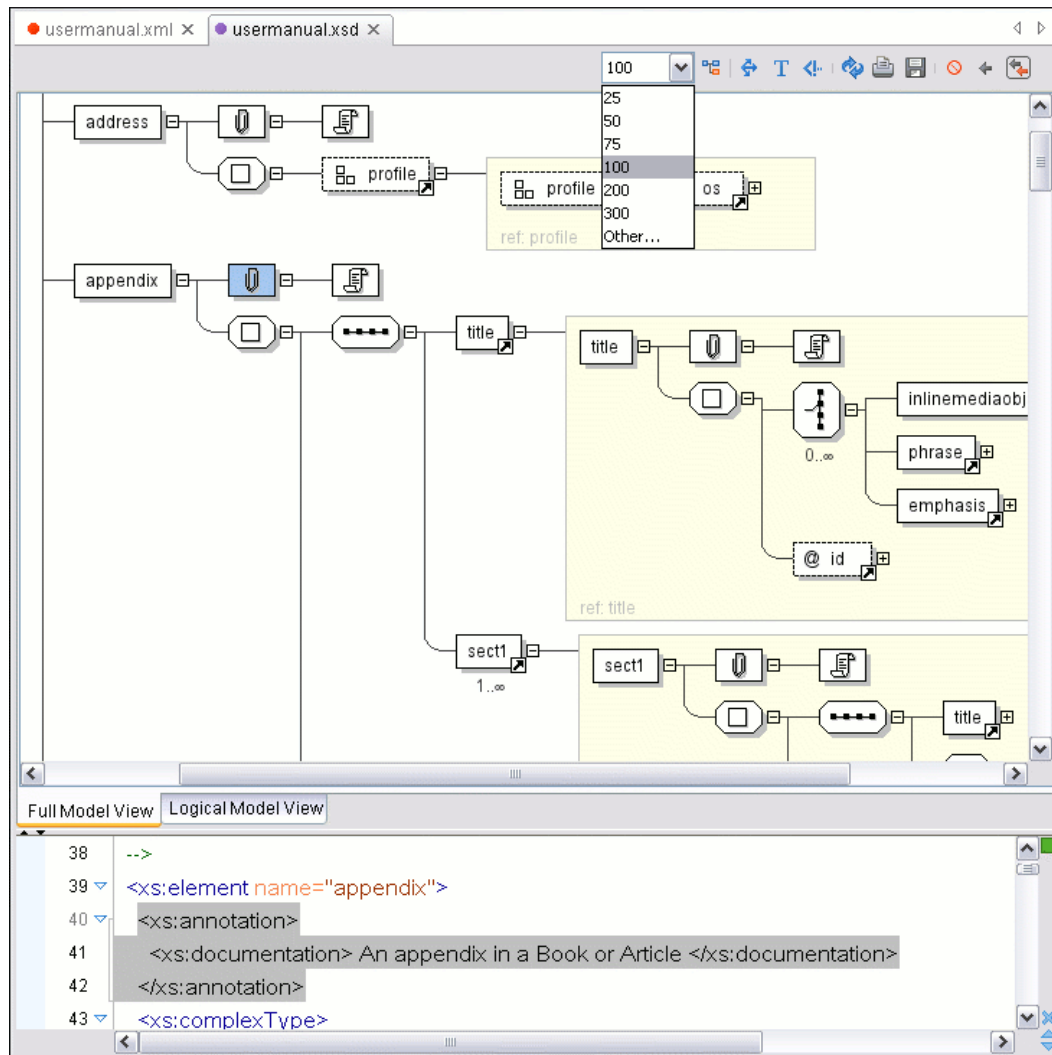 usermanual.xml
usermanual.xsd
100
25
50
75
100
200
300
Other...
address
profile
profile os
ref: profile
appendix
title
title
inlinemediaobj
phrase
0..∞
emphasis
@ id
ref: title
sect1
1..∞
sect1
title
Full Model View Logical Model View
38 -->
39 <xs:element name="appendix">
40 <xs:annotation>
41 <xs:documentation> An appendix in a Book or Article </xs:documentation>
42 </xs:annotation>
43 <xs:complexType>